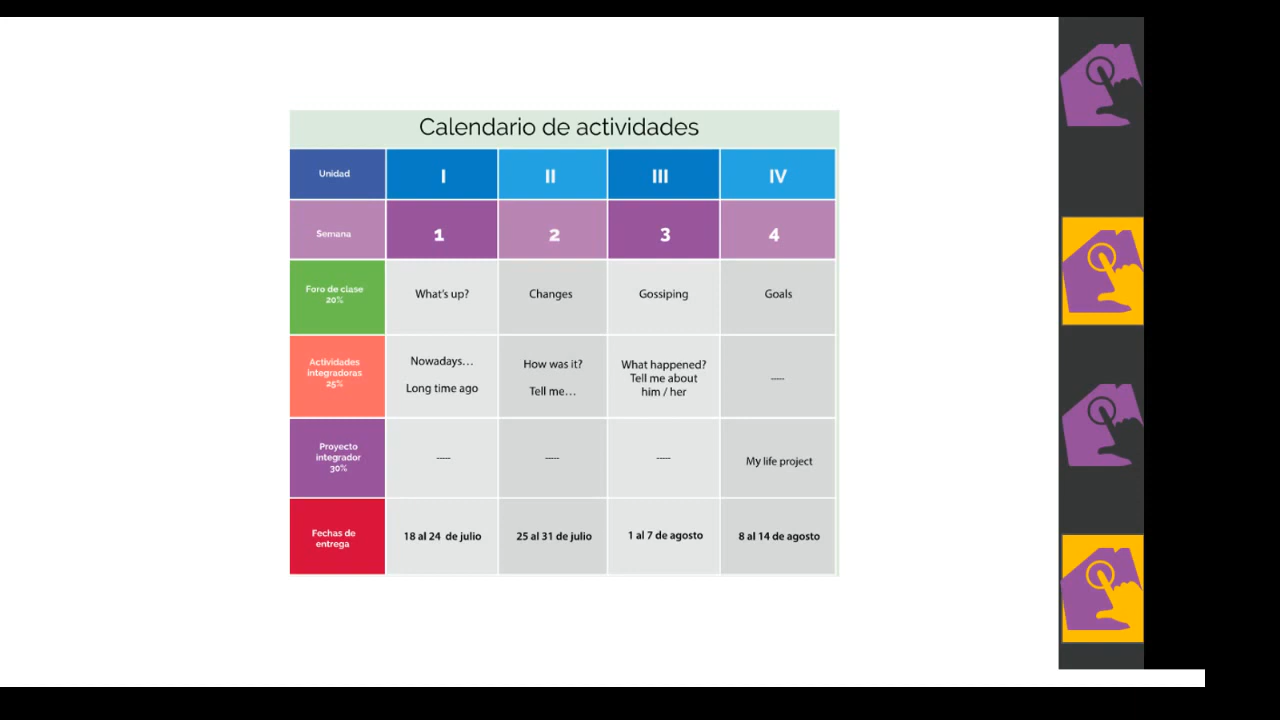 Calendario de actividades
Unidad
I
II
III
IV
Semana
1
2
3
4
Foro de clase
20%
What's up?
Changes
Gossiping
Goals
Actividades
integradoras
25%
Nowadays…
Long time ago
How was it?
Tell me…
What happened?
Tell me about
him / her
-----
Proyecto
integrador
30%
-----
-----
-----
My life project
Fechas de
entrega
18 al 24 de julio
25 al 31 de julio
1 al 7 de agosto
8 al 14 de agosto